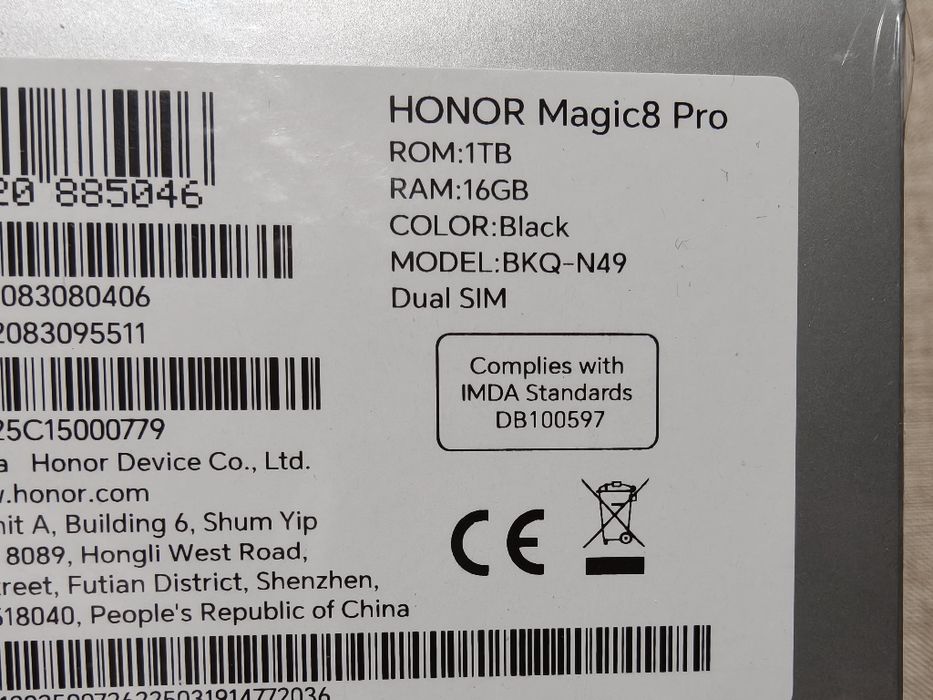 HONOR Magic8 Pro
ROM:1TB
RAM:16GB
COLOR:Black
MODEL:BKQ-N49
Dual SIM
Complies with
IMDA Standards
DB100597
CE
20 885046
083080406
2083095511
25C15000779
a Honor Device Co., Ltd.
w.honor.com
nit A, Building 6, Shum Yip
8089, Hongli West Road,
treet, Futian District, Shenzhen,
518040, People's Republic of China